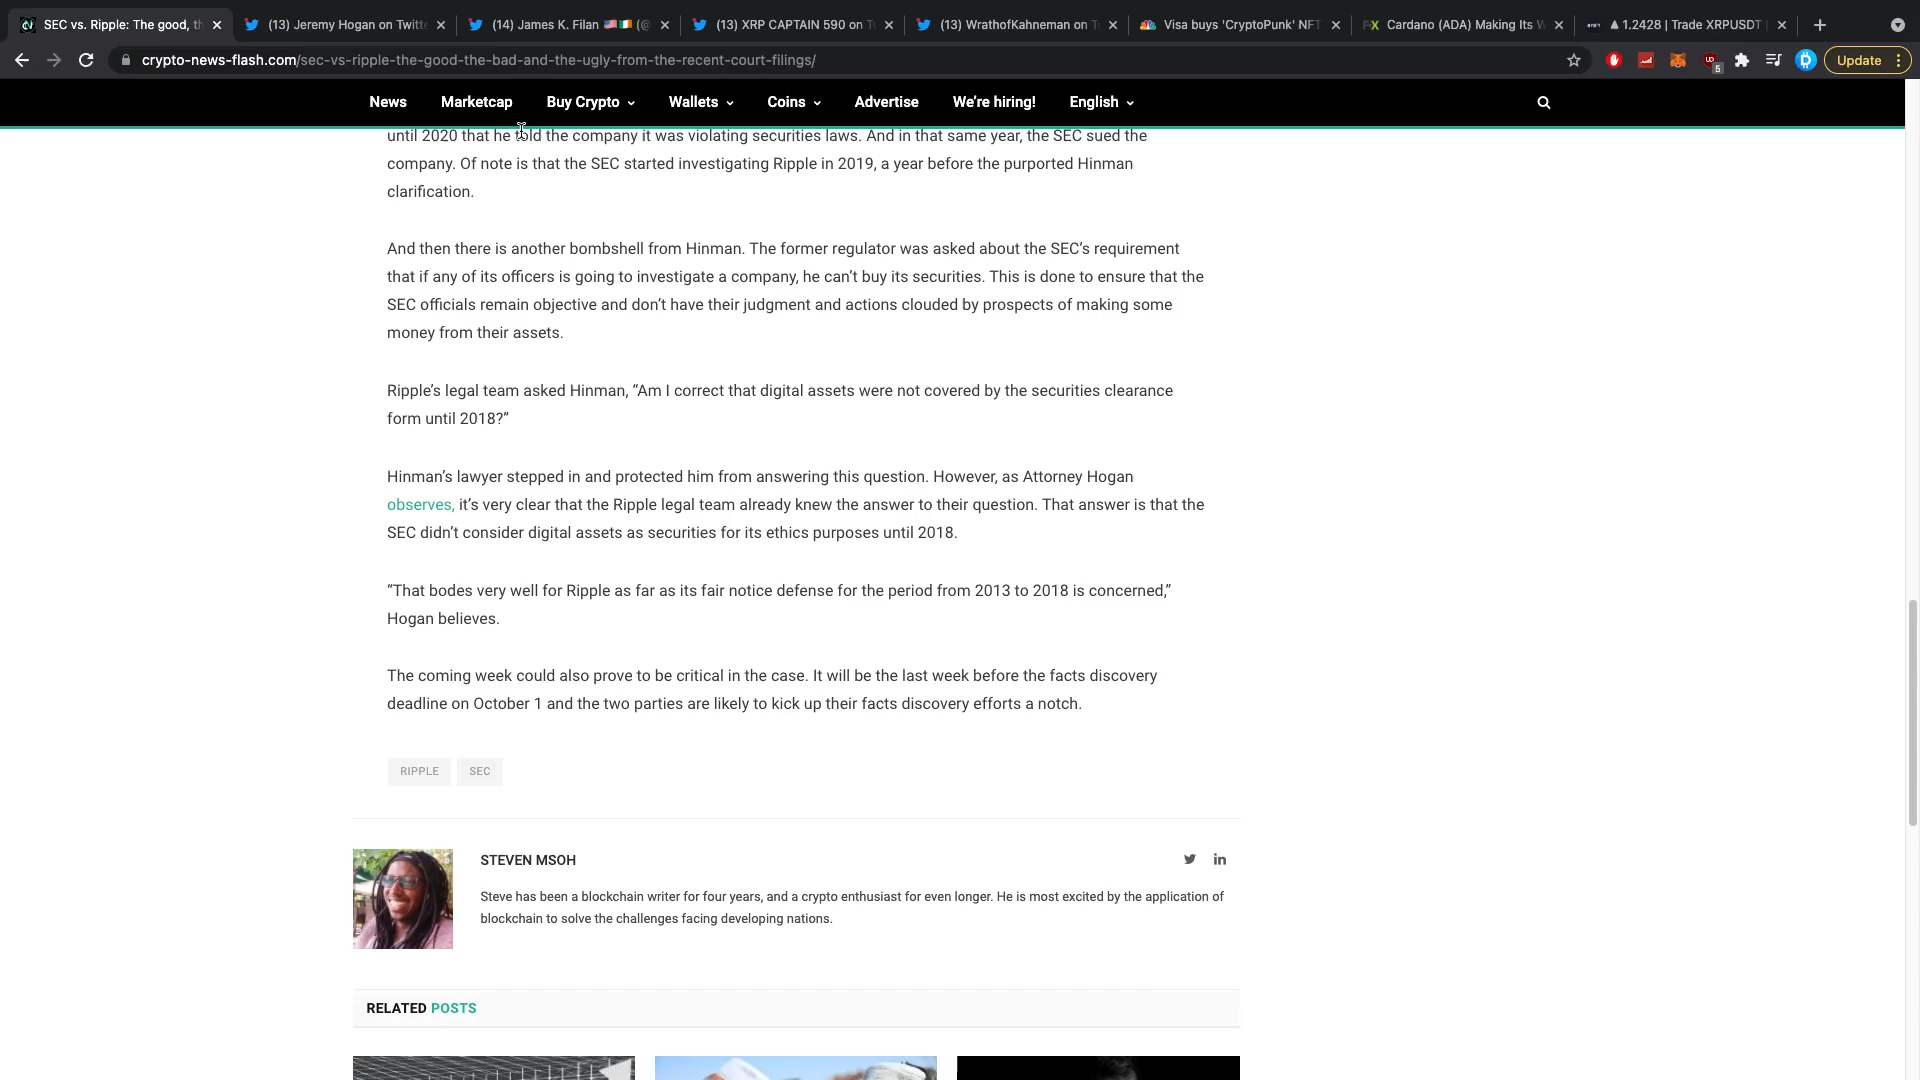 SEC vs. Ripple: The good, th
(13) Jeremy Hogan on Twitte
(14) James K. Filan 🇺🇸🇮🇪 (@
(13) XRP CAPTAIN 590 on Tw
(13) WrathofKahneman on T
Visa buys 'CryptoPunk' NFT
Cardano (ADA) Making Its W
▲ 1.2428 | Trade XRPUSDT |
crypto-news-flash.com/sec-vs-ripple-the-good-the-bad-and-the-ugly-from-the-recent-court-filings/
5
Update
News Marketcap Buy Crypto Wallets Coins Advertise We're hiring! English
until 2020 that he told the company it was violating securities laws. And in that same year, the SEC sued the
company. Of note is that the SEC started investigating Ripple in 2019, a year before the purported Hinman
clarification.
And then there is another bombshell from Hinman. The former regulator was asked about the SEC’s requirement
that if any of its officers is going to investigate a company, he can’t buy its securities. This is done to ensure that the
SEC officials remain objective and don’t have their judgment and actions clouded by prospects of making some
money from their assets.
Ripple’s legal team asked Hinman, “Am I correct that digital assets were not covered by the securities clearance
form until 2018?”
Hinman’s lawyer stepped in and protected him from answering this question. However, as Attorney Hogan
observes, it’s very clear that the Ripple legal team already knew the answer to their question. That answer is that the
SEC didn’t consider digital assets as securities for its ethics purposes until 2018.
“That bodes very well for Ripple as far as its fair notice defense for the period from 2013 to 2018 is concerned,”
Hogan believes.
The coming week could also prove to be critical in the case. It will be the last week before the facts discovery
deadline on October 1 and the two parties are likely to kick up their facts discovery efforts a notch.
RIPPLE SEC
STEVEN MSOH
Steve has been a blockchain writer for four years, and a crypto enthusiast for even longer. He is most excited by the application of
blockchain to solve the challenges facing developing nations.
RELATED POSTS